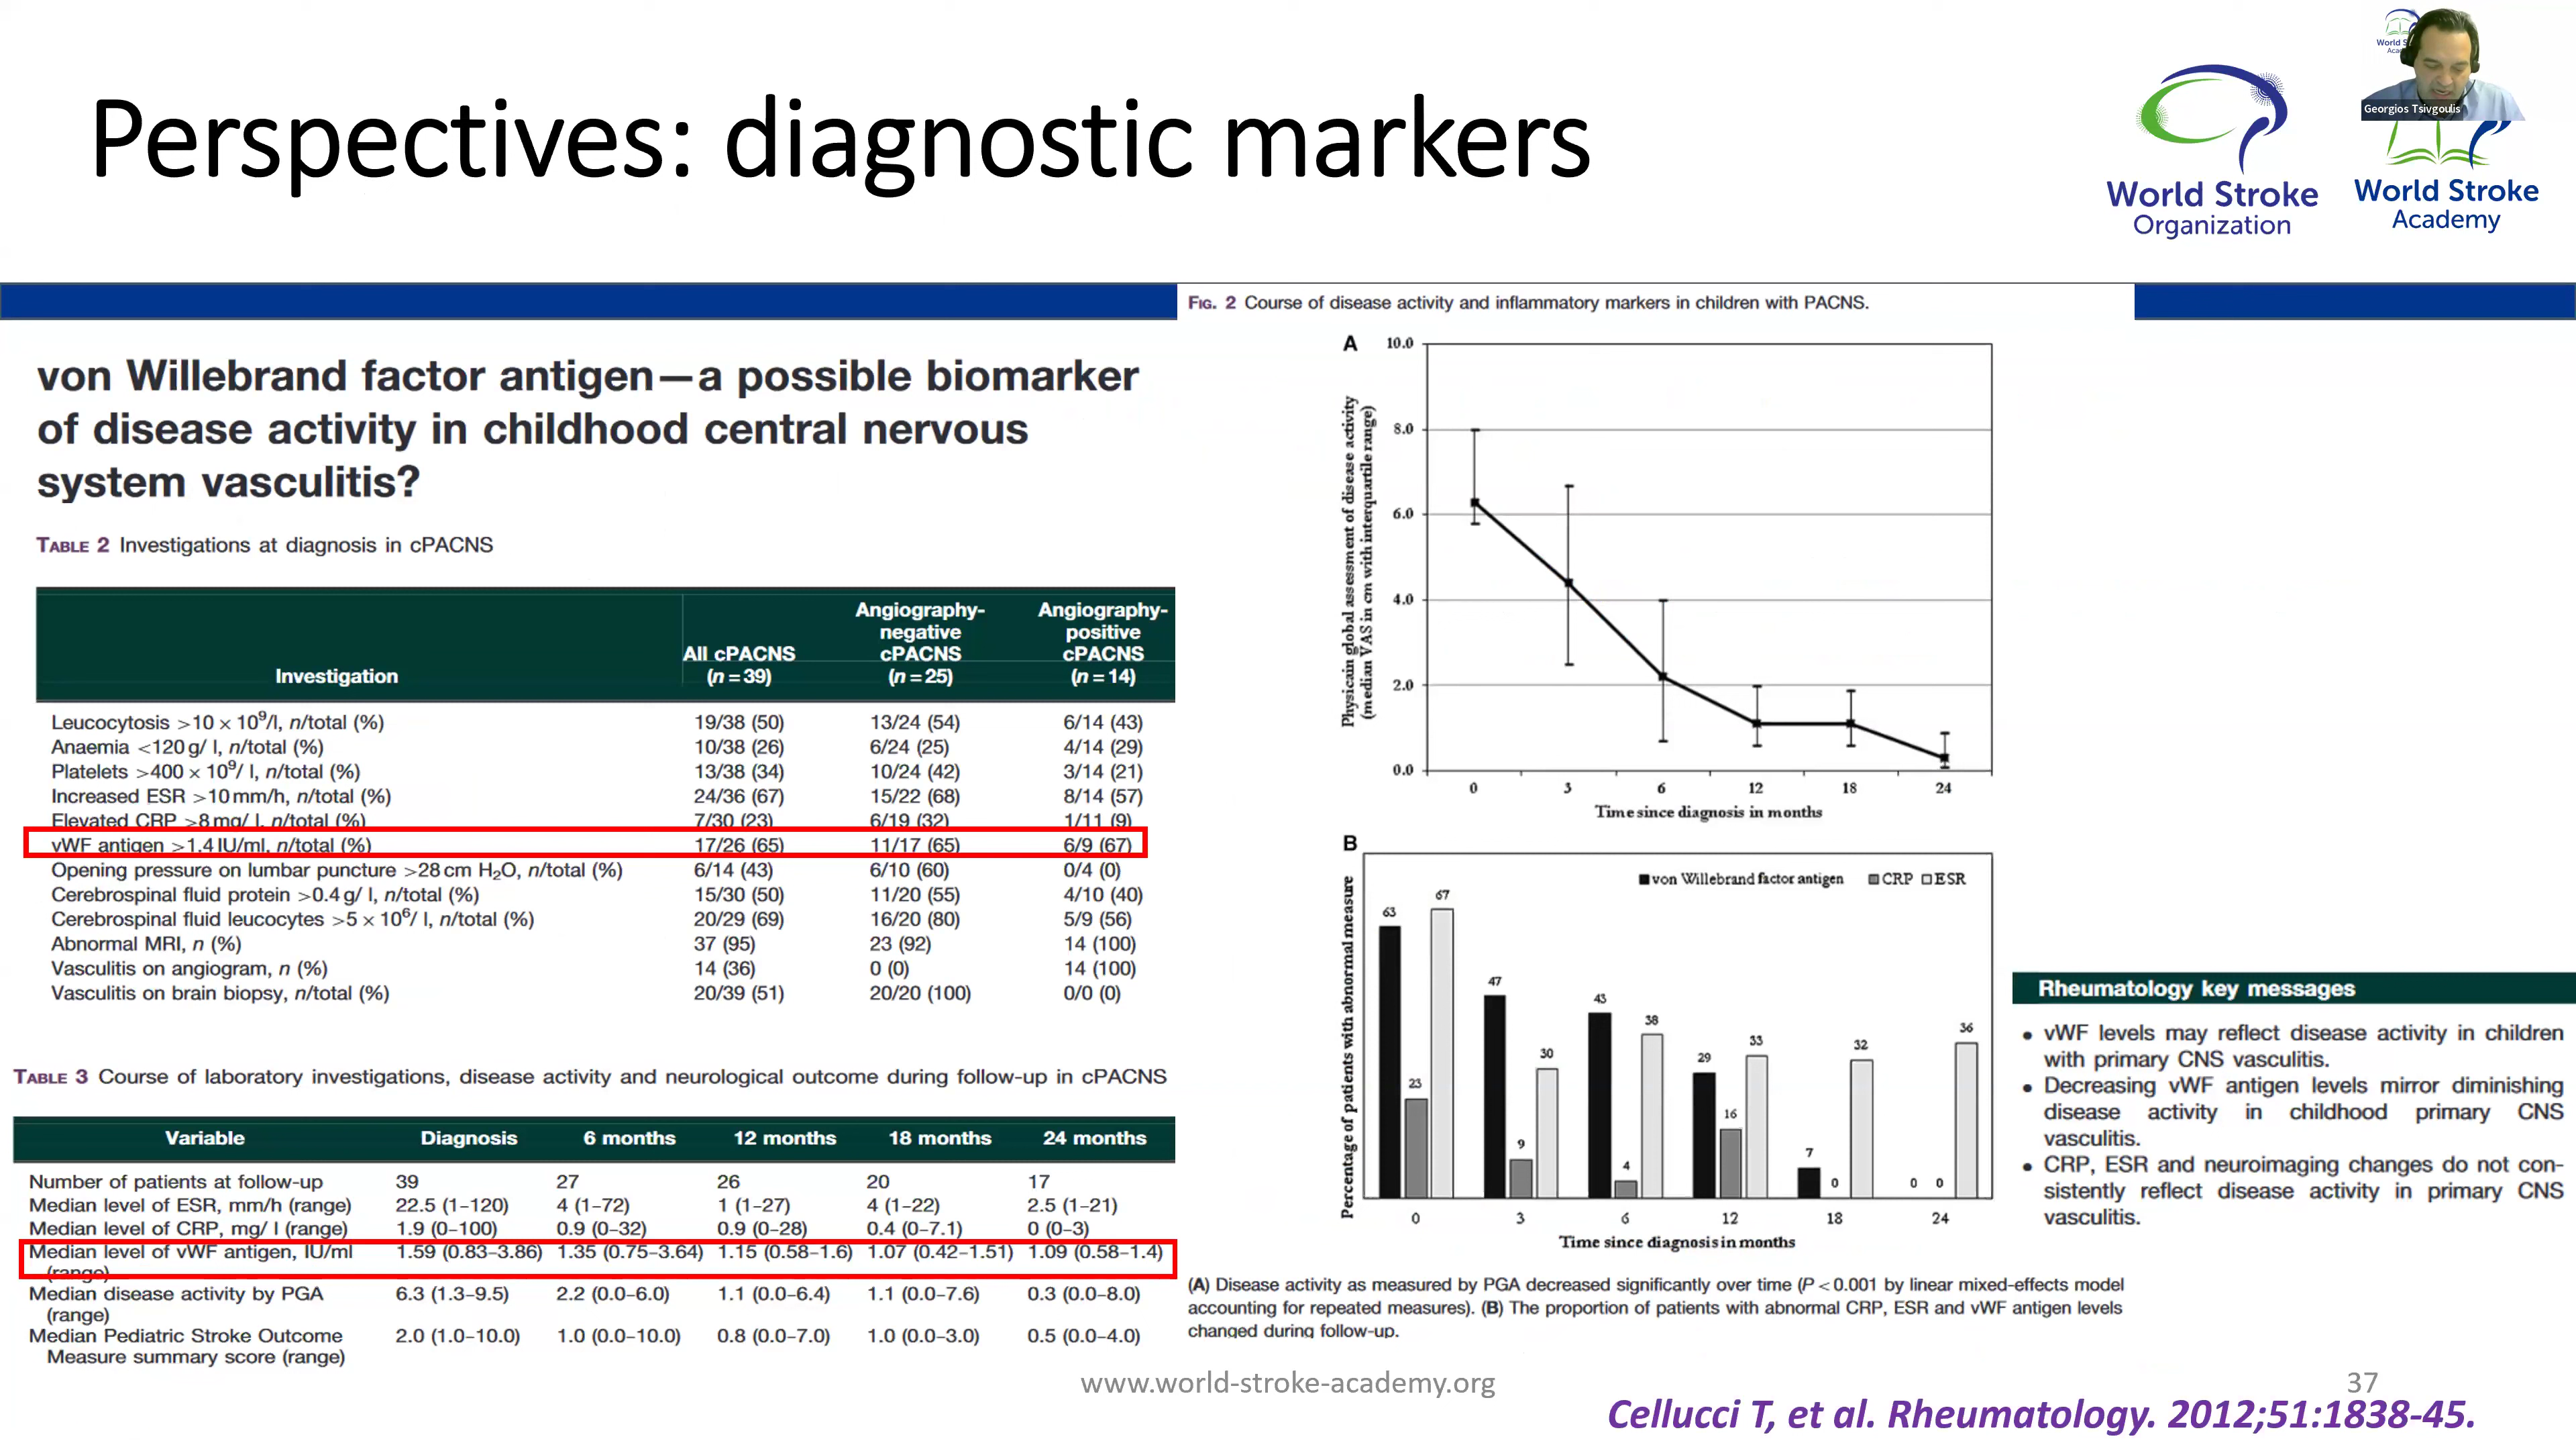 Perspectives: diagnostic markers
World Stroke
Organization
World S
Aca
Georgios Tsivgoulis
World Stroke
Academy
von Willebrand factor antigen—a possible biomarker
of disease activity in childhood central nervous
system vasculitis?
TABLE 2 Investigations at diagnosis in cPACNS
Investigation | All cPACNS (n = 39) | Angiography-negative cPACNS (n = 25) | Angiography-positive cPACNS (n = 14)
Leucocytosis >10 × 10⁹/l, n/total (%) 19/38 (50) 13/24 (54) 6/14 (43)
Anaemia <120 g/ l, n/total (%) 10/38 (26) 6/24 (25) 4/14 (29)
Platelets >400 × 10⁹/ l, n/total (%) 13/38 (34) 10/24 (42) 3/14 (21)
Increased ESR >10 mm/h, n/total (%) 24/36 (67) 15/22 (68) 8/14 (57)
Elevated CRP >8 mg/ l, n/total (%) 7/30 (23) 6/19 (32) 1/11 (9)
vWF antigen >1.4 IU/ml, n/total (%) 17/26 (65) 11/17 (65) 6/9 (67)
Opening pressure on lumbar puncture >28 cm H₂O, n/total (%) 6/14 (43) 6/10 (60) 0/4 (0)
Cerebrospinal fluid protein >0.4 g/ l, n/total (%) 15/30 (50) 11/20 (55) 4/10 (40)
Cerebrospinal fluid leucocytes >5 × 10⁶/ l, n/total (%) 20/29 (69) 16/20 (80) 5/9 (56)
Abnormal MRI, n (%) 37 (95) 23 (92) 14 (100)
Vasculitis on angiogram, n (%) 14 (36) 0 (0) 14 (100)
Vasculitis on brain biopsy, n/total (%) 20/39 (51) 20/20 (100) 0/0 (0)
TABLE 3 Course of laboratory investigations, disease activity and neurological outcome during follow-up in cPACNS
Variable Diagnosis 6 months 12 months 18 months 24 months
Number of patients at follow-up 39 27 26 20 17
Median level of ESR, mm/h (range) 22.5 (1–120) 4 (1–72) 1 (1–27) 4 (1–22) 2.5 (1–21)
Median level of CRP, mg/ l (range) 1.9 (0–100) 0.9 (0–32) 0.9 (0–28) 0.4 (0–7.1) 0 (0–3)
Median level of vWF antigen, IU/ml 1.59 (0.83–3.86) 1.35 (0.75–3.64) 1.15 (0.58–1.6) 1.07 (0.42–1.51) 1.09 (0.58–1.4)
(range)
Median disease activity by PGA 6.3 (1.3–9.5) 2.2 (0.0–6.0) 1.1 (0.0–6.4) 1.1 (0.0–7.6) 0.3 (0.0–8.0)
(range)
Median Pediatric Stroke Outcome 2.0 (1.0–10.0) 1.0 (0.0–10.0) 0.8 (0.0–7.0) 1.0 (0.0–3.0) 0.5 (0.0–4.0)
Measure summary score (range)
FIG. 2 Course of disease activity and inflammatory markers in children with PACNS.
A
Physicain global assessment of disease activity
(median VAS in cm with interquartile range)
10.0
8.0
6.0
4.0
2.0
0.0
0 3 6 12 18 24
Time since diagnosis in months
B
Percentage of patients with abnormal measure
von Willebrand factor antigen CRP ESR
63 23 67
47 9 30
43 4 38
29 16 33
7 0 32
0 0 36
0 3 6 12 18 24
Time since diagnosis in months
(A) Disease activity as measured by PGA decreased significantly over time (P < 0.001 by linear mixed-effects model
accounting for repeated measures). (B) The proportion of patients with abnormal CRP, ESR and vWF antigen levels
changed during follow-up.
Rheumatology key messages
• vWF levels may reflect disease activity in children
with primary CNS vasculitis.
• Decreasing vWF antigen levels mirror diminishing
disease activity in childhood primary CNS
vasculitis.
• CRP, ESR and neuroimaging changes do not con-
sistently reflect disease activity in primary CNS
vasculitis.
www.world-stroke-academy.org
37
Cellucci T, et al. Rheumatology. 2012;51:1838-45.